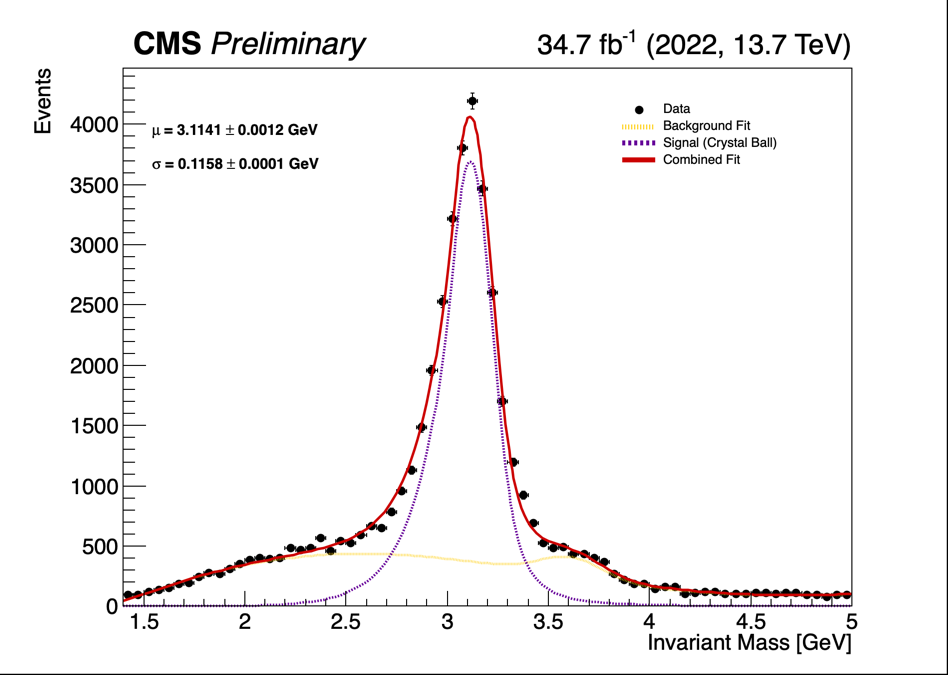 CMS Preliminary
34.7 fb-1 (2022, 13.7 TeV)
Events
4000
3500
3000
2500
2000
1500
1000
500
0
μ = 3.1141 ± 0.0012 GeV
σ = 0.1158 ± 0.0001 GeV
Data
Background Fit
Signal (Crystal Ball)
Combined Fit
1.5 2 2.5 3 3.5 4 4.5 5
Invariant Mass [GeV]